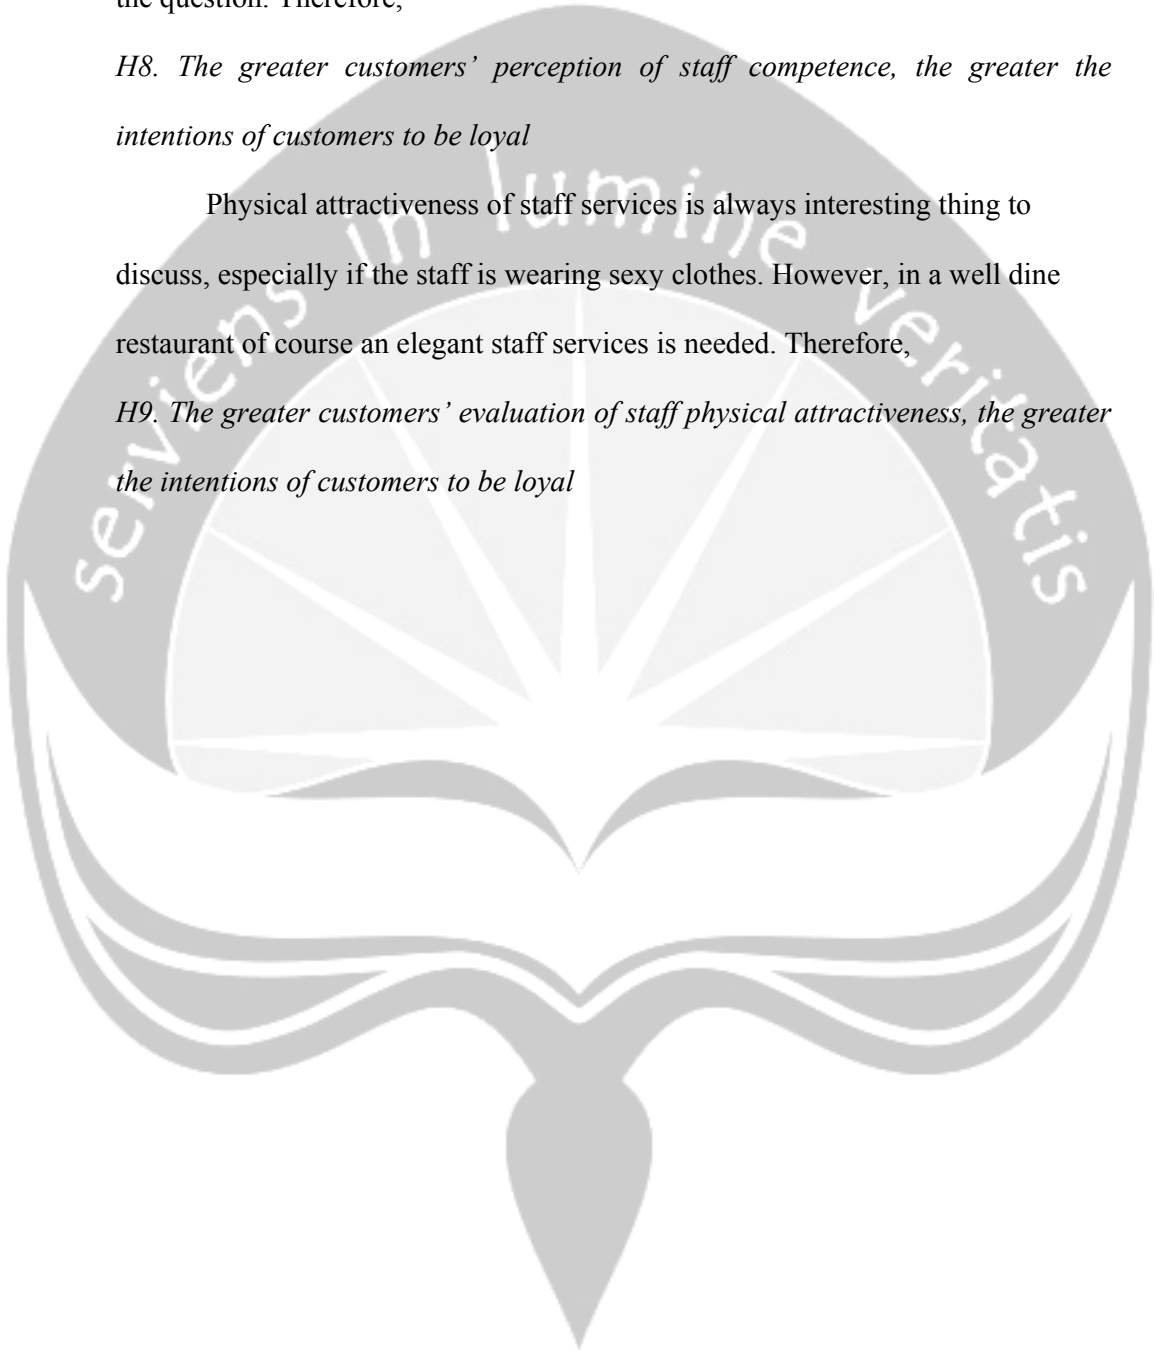 the question. Therefore,
H8. The greater customers’ perception of staff competence, the greater the
intentions of customers to be loyal
Physical attractiveness of staff services is always interesting thing to
discuss, especially if the staff is wearing sexy clothes. However, in a well dine
restaurant of course an elegant staff services is needed. Therefore,
H9. The greater customers’ evaluation of staff physical attractiveness, the greater
the intentions of customers to be loyal
serviens in lumine veritatis